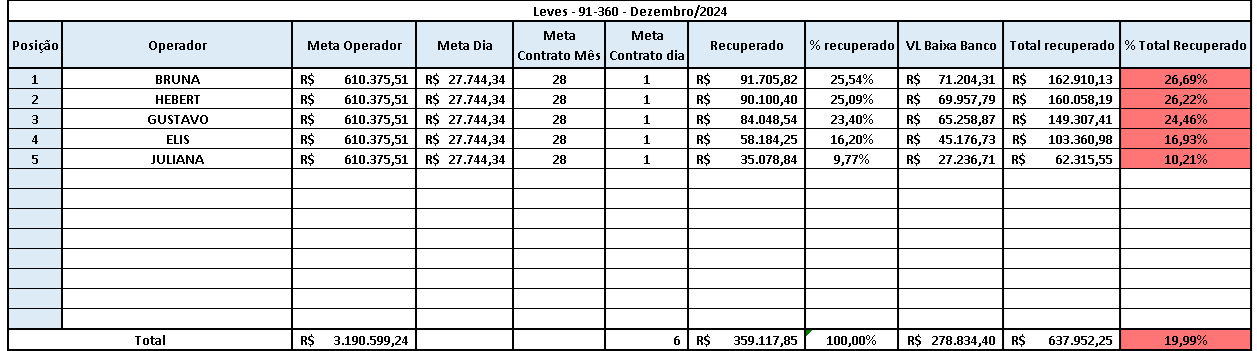 Leves - 91-360 - Dezembro/2024
Posição Operador Meta Operador Meta Dia Meta Contrato Mês Meta Contrato dia Recuperado % recuperado VL Baixa Banco Total recuperado % Total Recuperado
1 BRUNA R$ 610.375,51 R$ 27.744,34 28 1 R$ 91.705,82 25,54% R$ 71.204,31 R$ 162.910,13 26,69%
2 HEBERT R$ 610.375,51 R$ 27.744,34 28 1 R$ 90.100,40 25,09% R$ 69.957,79 R$ 160.058,19 26,22%
3 GUSTAVO R$ 610.375,51 R$ 27.744,34 28 1 R$ 84.048,54 23,40% R$ 65.258,87 R$ 149.307,41 24,46%
4 ELIS R$ 610.375,51 R$ 27.744,34 28 1 R$ 58.184,25 16,20% R$ 45.176,73 R$ 103.360,98 16,93%
5 JULIANA R$ 610.375,51 R$ 27.744,34 28 1 R$ 35.078,84 9,77% R$ 27.236,71 R$ 62.315,55 10,21%
Total R$ 3.190.599,24 6 R$ 359.117,85 100,00% R$ 278.834,40 R$ 637.952,25 19,99%